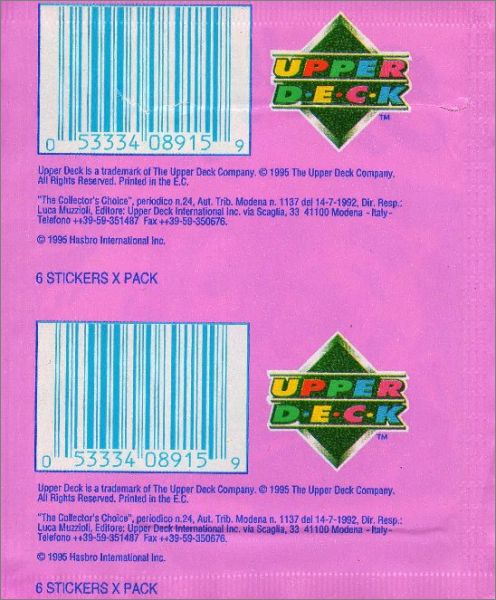 0 53334 08915 9
UPPER
D·E·C·K
TM
Upper Deck is a trademark of The Upper Deck Company. © 1995 The Upper Deck Company.
All Rights Reserved. Printed in the E.C.
"The Collector's Choice", periodico n.24, Aut. Trib. Modena n. 1137 del 14-7-1992, Dir. Resp.:
Luca Muzzioli, Editore: Upper Deck International Inc. via Scaglia, 33 41100 Modena - Italy-
Telefono ++39-59-351487 Fax ++39-59-350676.
© 1995 Hasbro International Inc.
6 STICKERS X PACK
0 53334 08915 9
UPPER
D·E·C·K
TM
Upper Deck is a trademark of The Upper Deck Company. © 1995 The Upper Deck Company.
All Rights Reserved. Printed in the E.C.
"The Collector's Choice", periodico n.24, Aut. Trib. Modena n. 1137 del 14-7-1992, Dir. Resp.:
Luca Muzzioli, Editore: Upper Deck International Inc. via Scaglia, 33 41100 Modena - Italy-
Telefono ++39-59-351487 Fax ++39-59-350676.
© 1995 Hasbro International Inc.
6 STICKERS X PACK